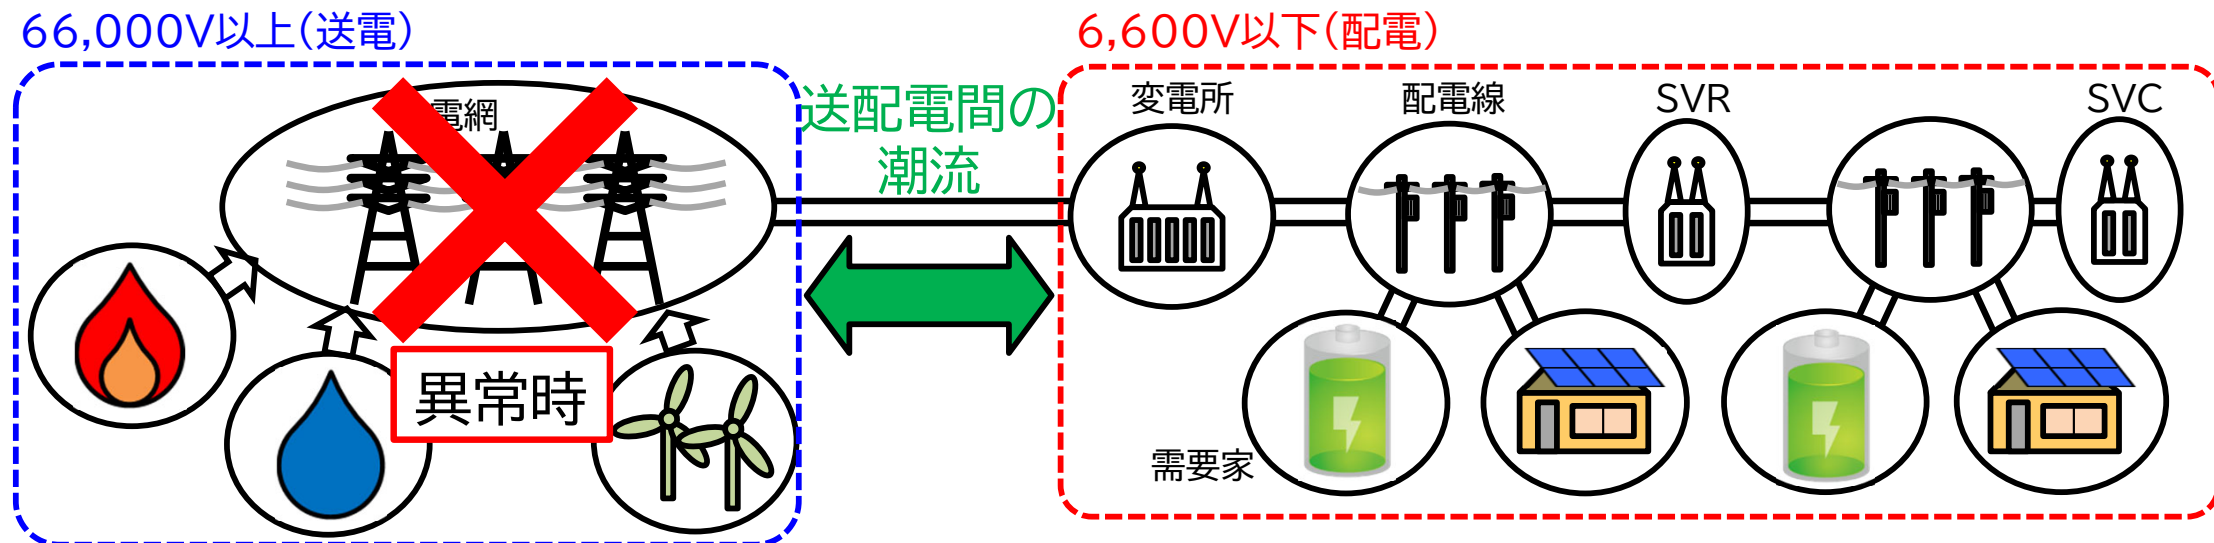 66,000V以上(送電)
6,600V以下(配電)
電網
送配電間の
潮流
変電所
配電線
SVR
SVC
異常時
需要家